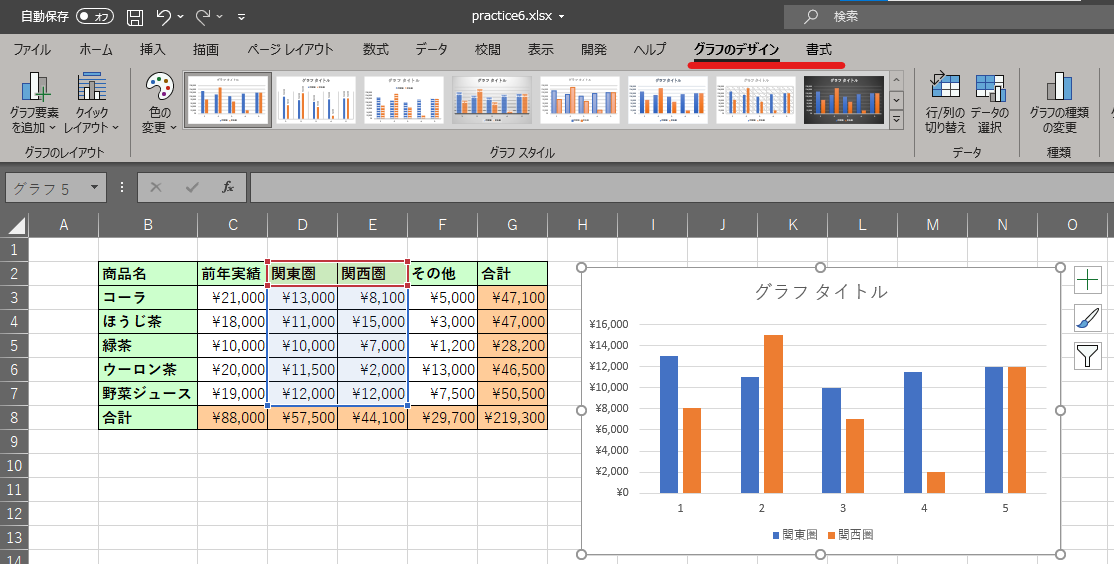 自動保存 オフ practice6.xlsx 検索
ファイル ホーム 挿入 描画 ページ レイアウト 数式 データ 校閲 表示 開発 ヘルプ グラフのデザイン 書式
グラフ要素を追加 クイックレイアウト 色の変更 行/列の切り替え データの選択 グラフの種類の変更
グラフのレイアウト グラフ スタイル データ 種類
グラフ 5 fx
A B C D E F G H I J K L M N O
1
2 商品名 前年実績 関東圏 関西圏 その他 合計
3 コーラ ¥21,000 ¥13,000 ¥8,100 ¥5,000 ¥47,100
4 ほうじ茶 ¥18,000 ¥11,000 ¥15,000 ¥3,000 ¥47,000
5 緑茶 ¥10,000 ¥10,000 ¥7,000 ¥1,200 ¥28,200
6 ウーロン茶 ¥20,000 ¥11,500 ¥2,000 ¥13,000 ¥46,500
7 野菜ジュース ¥19,000 ¥12,000 ¥12,000 ¥7,500 ¥50,500
8 合計 ¥88,000 ¥57,500 ¥44,100 ¥29,700 ¥219,300
9
10
11
12
13
14
グラフ タイトル
¥16,000
¥14,000
¥12,000
¥10,000
¥8,000
¥6,000
¥4,000
¥2,000
¥0
1 2 3 4 5
関東圏 関西圏